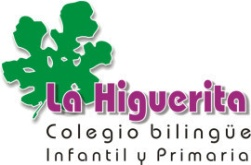 La Higuerita
Colegio bilingüe
Infantil y Primaria